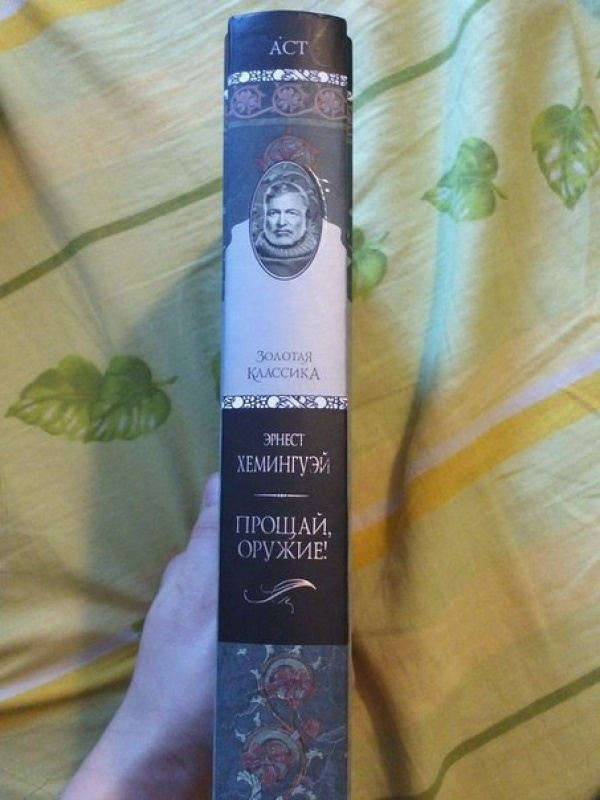 АСТ
ЗОЛОТАЯ
КЛАССИКА
ЭРНЕСТ
ХЕМИНГУЭЙ
ПРОЩАЙ,
ОРУЖИЕ!